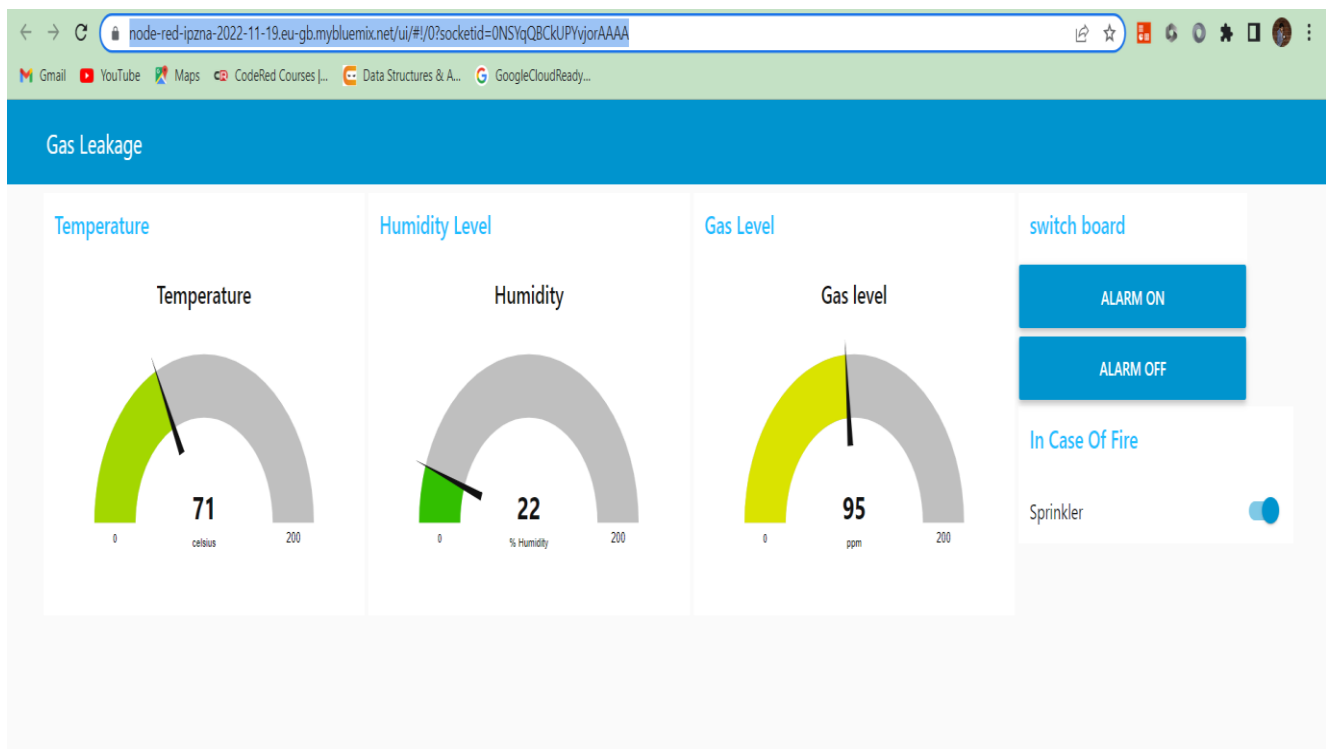 node-red-ipzna-2022-11-19.eu-gb.mybluemix.net/ui/#!/0?socketid=0NSYqQBCkUPYvjorAAAA
Gmail YouTube Maps CodeRed Courses |... Data Structures & A... GoogleCloudReady...
Gas Leakage
Temperature
Temperature
71
celsius
0
200
Humidity Level
Humidity
22
% Humidity
0
200
Gas Level
Gas level
95
ppm
0
200
switch board
ALARM ON
ALARM OFF
In Case Of Fire
Sprinkler